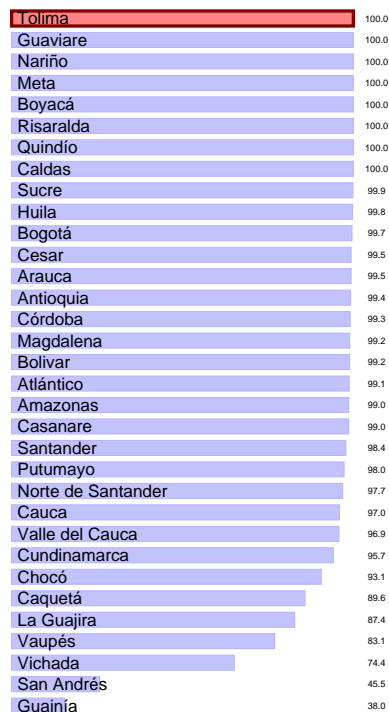 Tolima 100.0
Guaviare 100.0
Nariño 100.0
Meta 100.0
Boyacá 100.0
Risaralda 100.0
Quindío 100.0
Caldas 100.0
Sucre 99.9
Huila 99.8
Bogotá 99.7
Cesar 99.5
Arauca 99.5
Antioquia 99.4
Córdoba 99.3
Magdalena 99.2
Bolivar 99.2
Atlántico 99.1
Amazonas 99.0
Casanare 99.0
Santander 98.4
Putumayo 98.0
Norte de Santander 97.7
Cauca 97.0
Valle del Cauca 96.9
Cundinamarca 95.7
Chocó 93.1
Caquetá 89.6
La Guajira 87.4
Vaupés 83.1
Vichada 74.4
San Andrés 45.5
Guainía 38.0